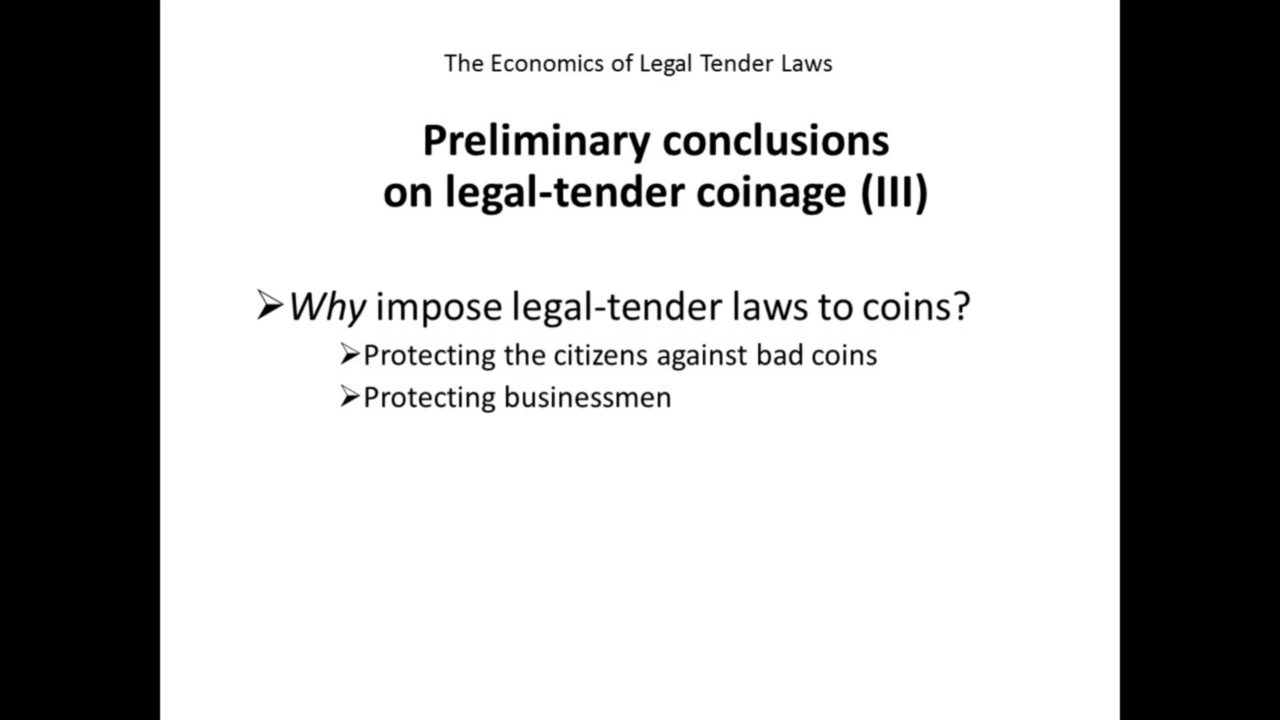 The Economics of Legal Tender Laws
Preliminary conclusions
on legal-tender coinage (III)
➢Why impose legal-tender laws to coins?
➢Protecting the citizens against bad coins
➢Protecting businessmen